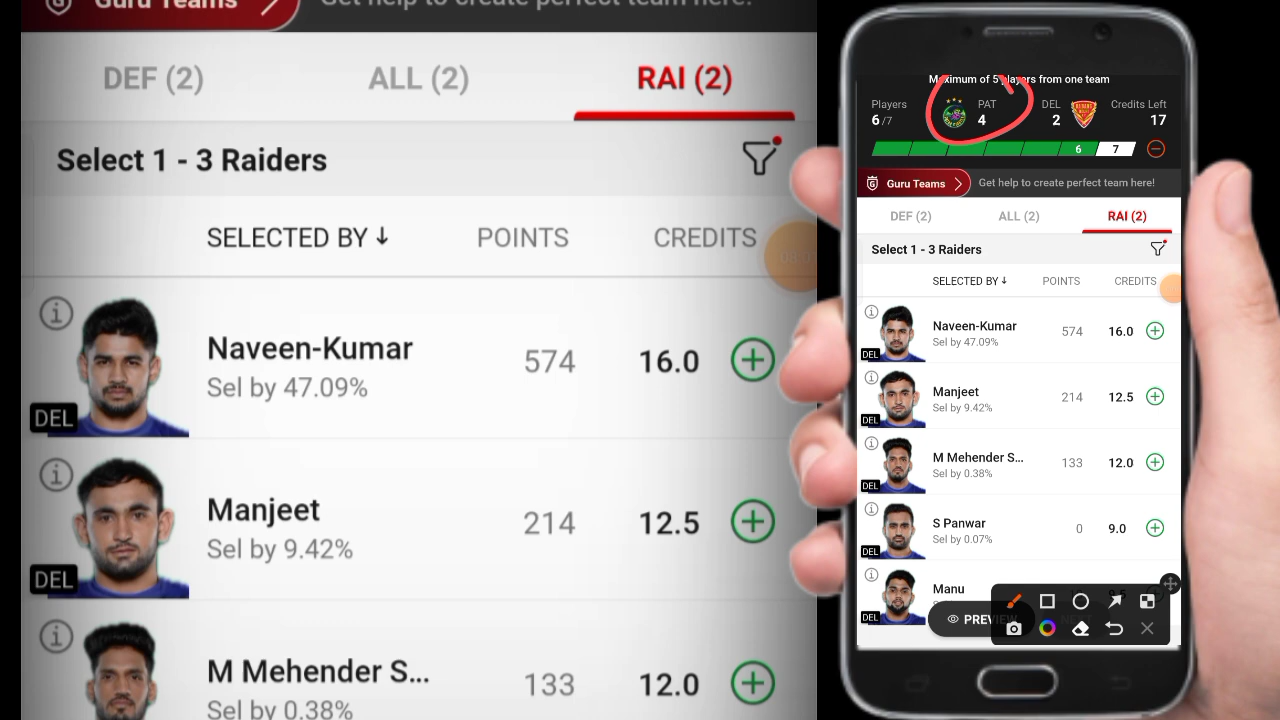 Guru Teams
Get help to create perfect team here!
DEF (2)
ALL (2)
RAI (2)
Select 1 - 3 Raiders
SELECTED BY ↓
POINTS
CREDITS
Naveen-Kumar
574
16.0
Sel by 47.09%
DEL
Manjeet
214
12.5
Sel by 9.42%
DEL
M Mehender S...
133
12.0
Sel by 0.38%
Maximum of 5 players from one team
Players
PAT
DEL
Credits Left
6/7
4
2
17
6
7
Guru Teams
Get help to create perfect team here!
DEF (2)
ALL (2)
RAI (2)
Select 1 - 3 Raiders
SELECTED BY ↓
POINTS
CREDITS
Naveen-Kumar
574
16.0
Sel by 47.09%
DEL
Manjeet
214
12.5
Sel by 9.42%
DEL
M Mehender S...
133
12.0
Sel by 0.38%
DEL
S Panwar
0
9.0
Sel by 0.07%
DEL
Manu
DEL